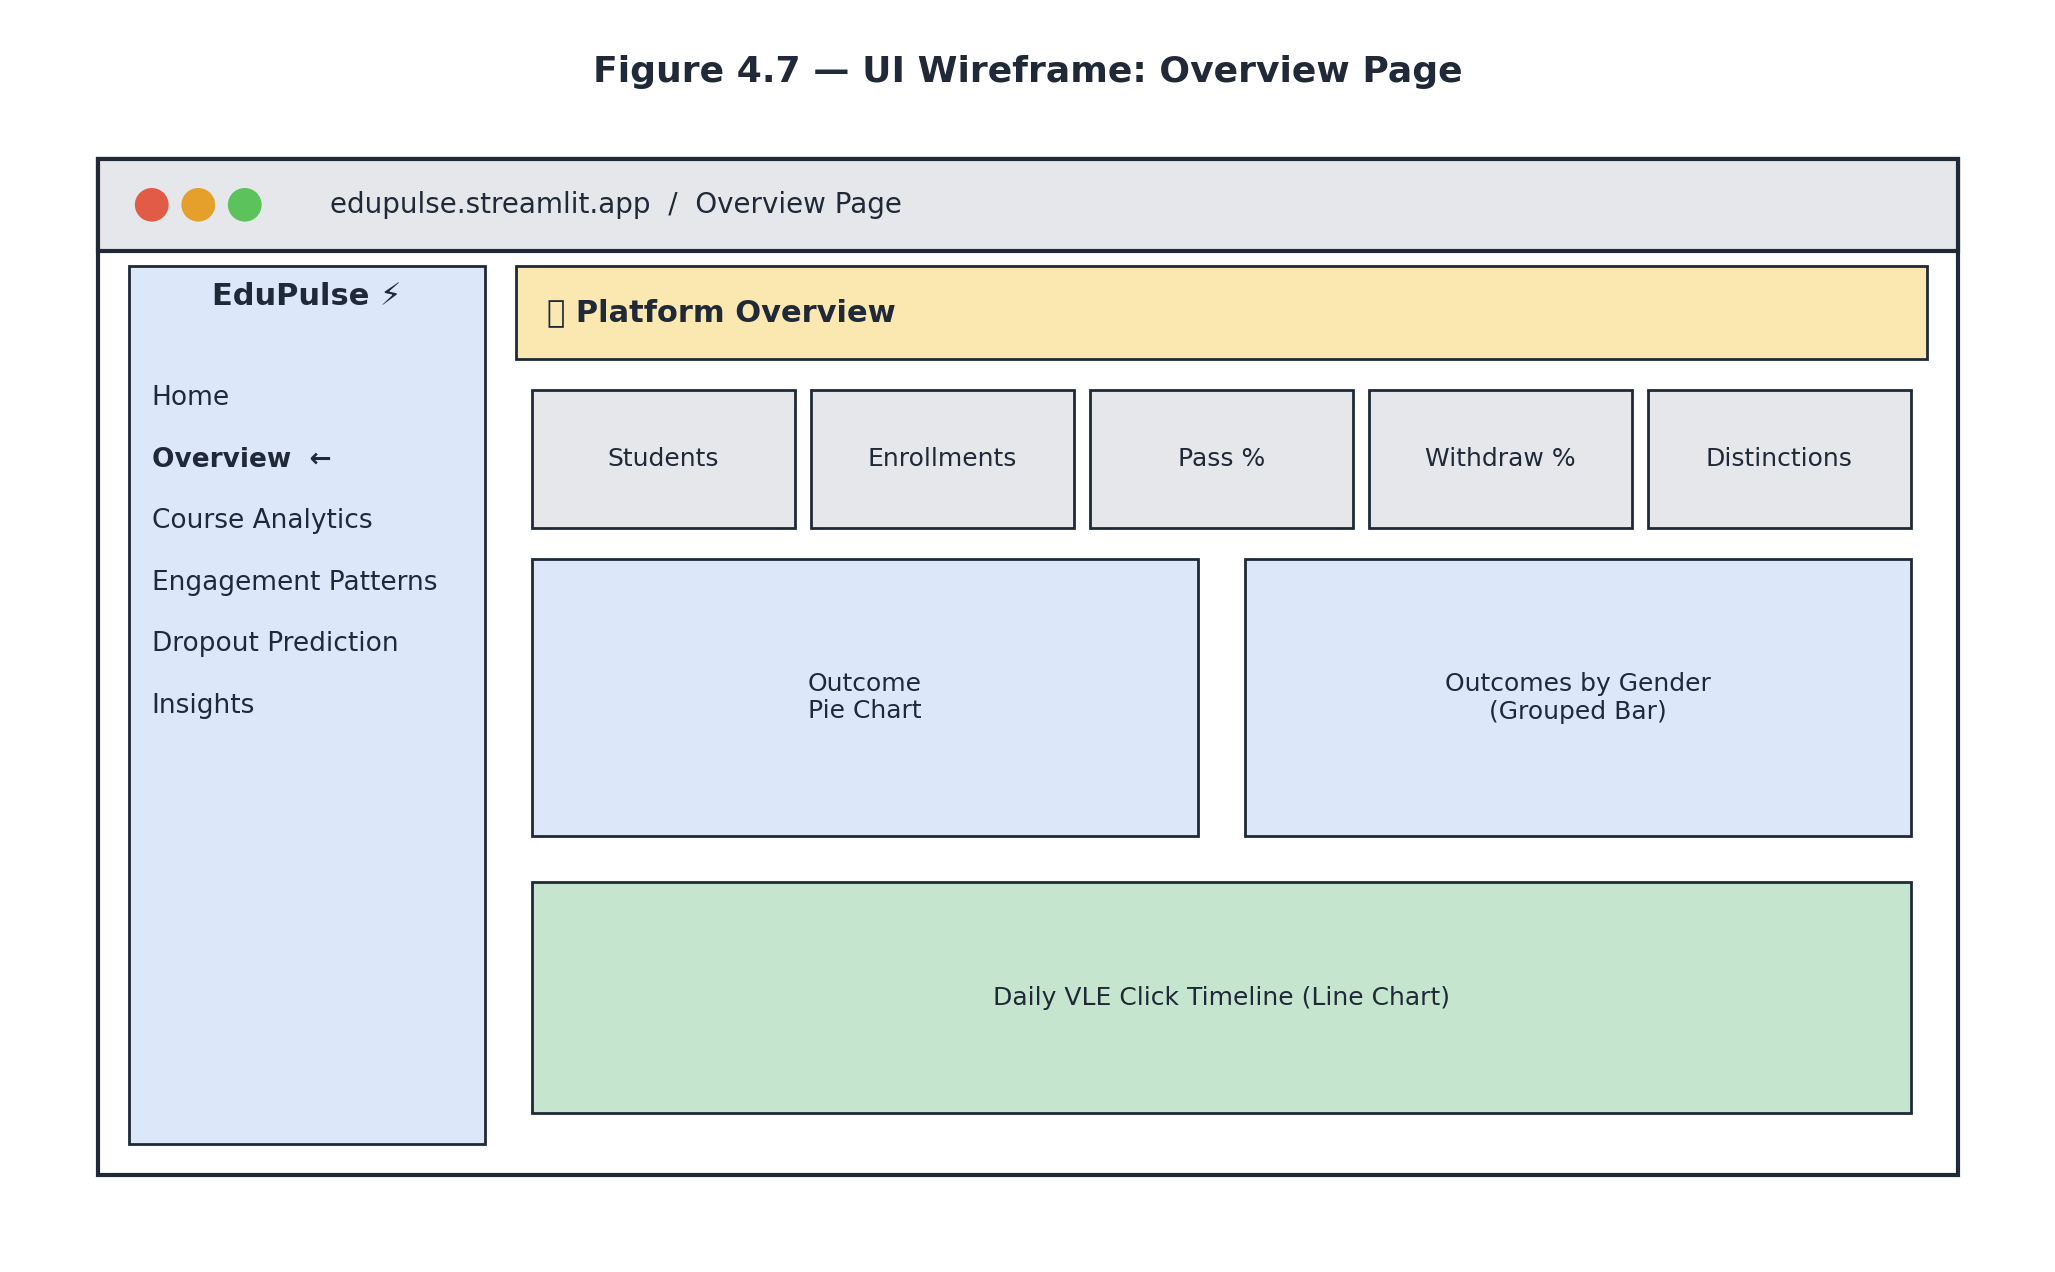 Figure 4.7 — UI Wireframe: Overview Page
edupulse.streamlit.app / Overview Page
EduPulse ⚡
Home
Overview ←
Course Analytics
Engagement Patterns
Dropout Prediction
Insights
Platform Overview
Students
Enrollments
Pass %
Withdraw %
Distinctions
Outcome
Pie Chart
Outcomes by Gender
(Grouped Bar)
Daily VLE Click Timeline (Line Chart)